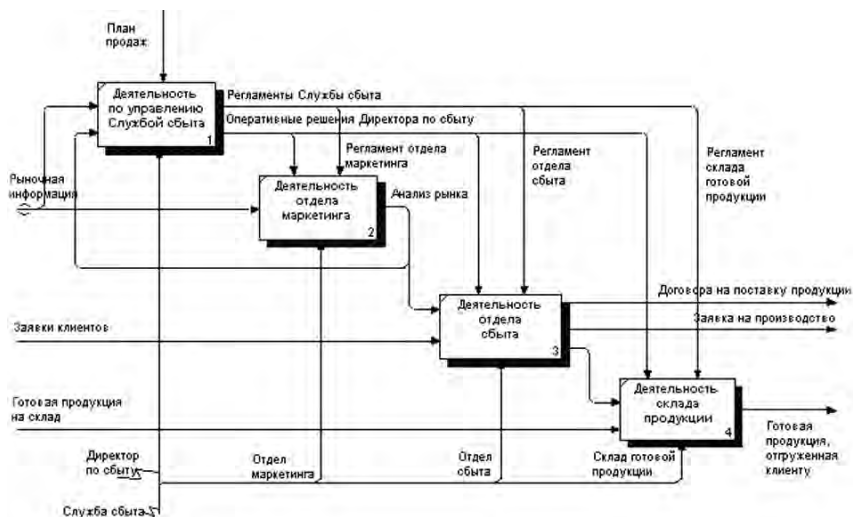 План
продаж
Деятельность
по управлению
Службой сбыта
1
Регламенты Службы сбыта
Оперативные решения Директора по сбыту
Регламент отдела
маркетинга
Регламент
отдела
сбыта
Регламент
склада
готовой
продукции
Рыночная
информация
Деятельность
отдела
маркетинга
2
Анализ рынка
Деятельность
отдела
сбыта
3
Договора на поставку продукции
Заявка на производство
Заявки клиентов
Деятельность
склада
продукции
4
Готовая продукция
на склад
Готовая
продукция,
отгруженная
клиенту
Директор
по сбыту
Отдел
маркетинга
Отдел
сбыта
Склад готовой
продукции
Служба сбыта